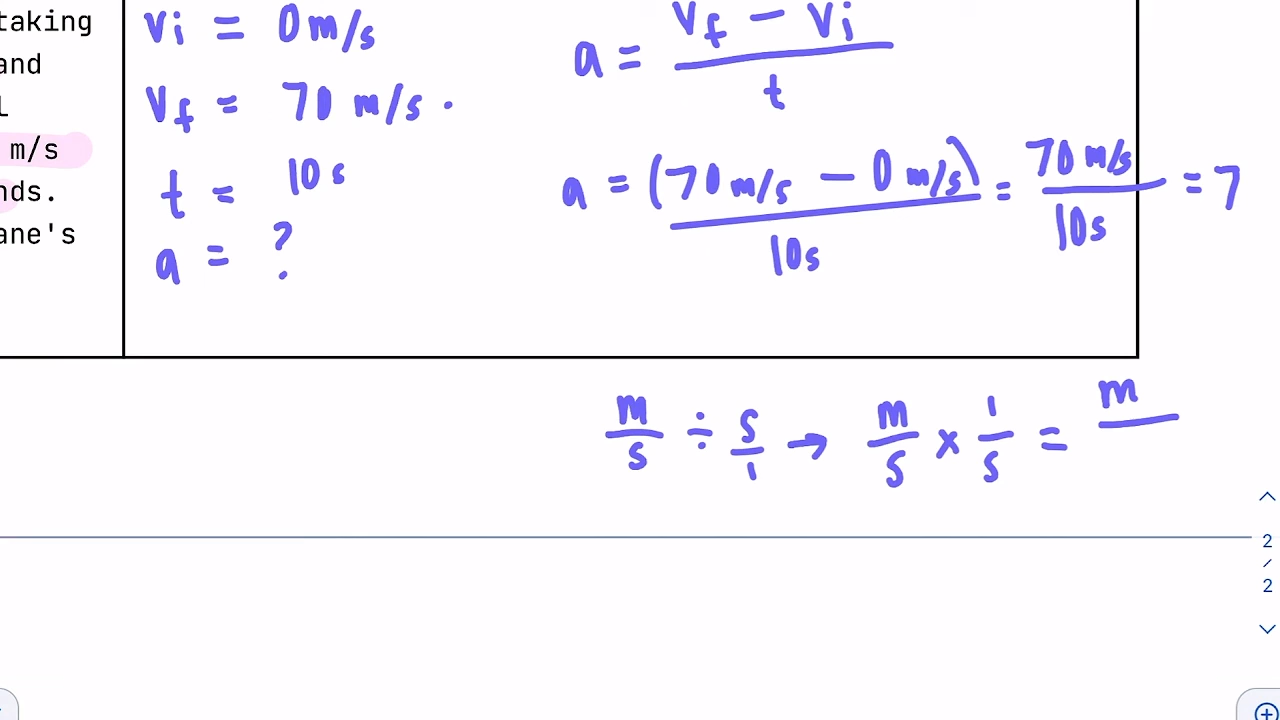 taking
and
m/s
nds.
ane's
Vi = 0 m/s
Vf = 70 m/s .
t = 10 s
a = ?
a = Vf - Vi / t
a = (70 m/s - 0 m/s) / 10s = 70 m/s / 10s = 7
m/s ÷ s/1 → m/s x 1/s = m
2
/
2